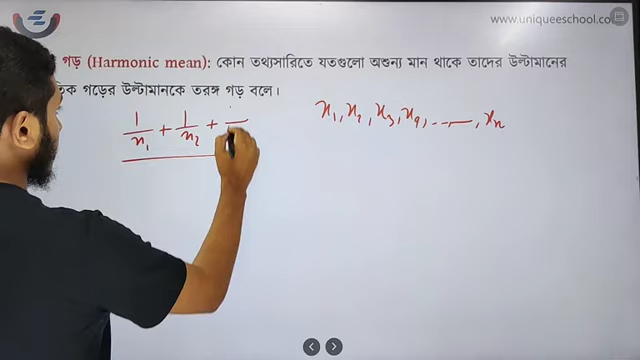 www.uniqueeschool.com
গড় (Harmonic mean): কোন তথ্যসারিতে যতগুলো অশুন্য মান থাকে তাদের উল্টামানের
গড়ের উল্টামানকে তরঙ্গ গড় বলে।
x₁, x₂, x₃, x₄, ..., xₙ
1/x₁ + 1/x₂ +